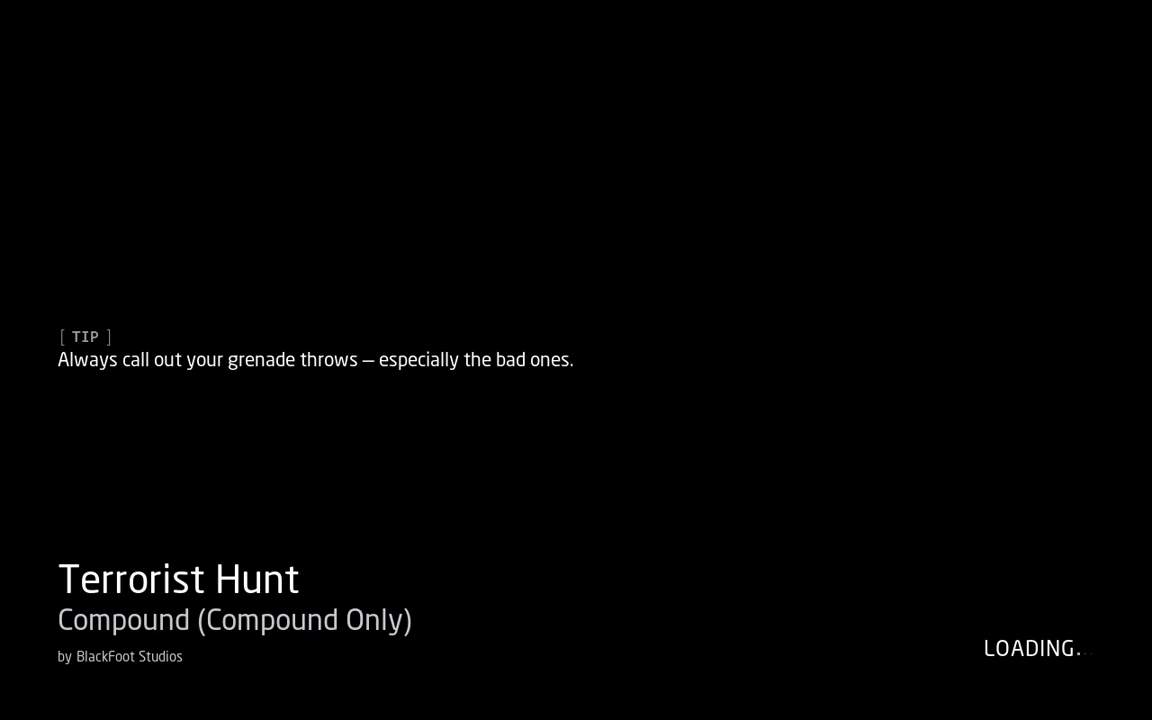 [ TIP ]
Always call out your grenade throws — especially the bad ones.
Terrorist Hunt
Compound (Compound Only)
by BlackFoot Studios
LOADING...